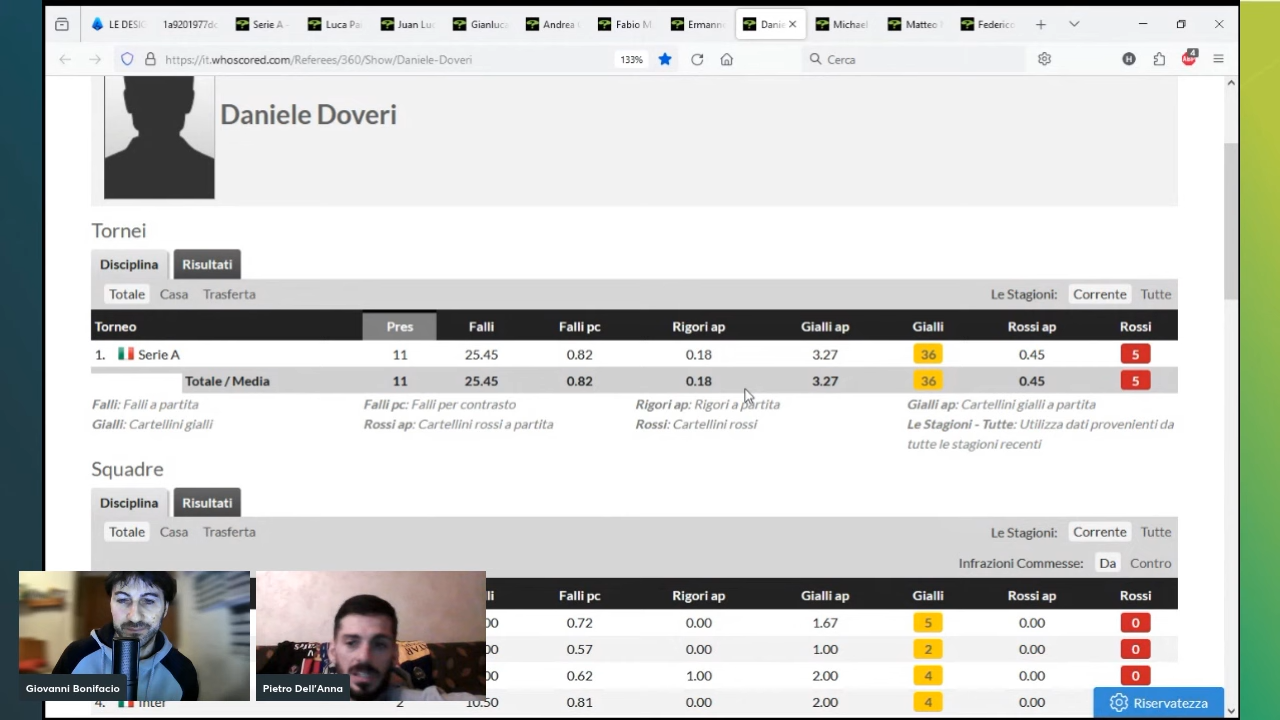 LE DESI
1a9201977dc
Serie A -
Luca Pai
Juan Luc
Gianluca
Andrea
Fabio M
Ermanno
Danie
Michael
Matteo
Federico
https://it.whoscored.com/Referees/360/Show/Daniele-Doveri
133%
Cerca
4
Daniele Doveri
Tornei
Disciplina Risultati
Totale Casa Trasferta Le Stagioni: Corrente Tutte
Torneo Pres Falli Falli pc Rigori ap Gialli ap Gialli Rossi ap Rossi
1. Serie A 11 25.45 0.82 0.18 3.27 36 0.45 5
Totale / Media 11 25.45 0.82 0.18 3.27 36 0.45 5
Falli: Falli a partita Falli pc: Falli per contrasto Rigori ap: Rigori a partita Gialli ap: Cartellini gialli a partita
Gialli: Cartellini gialli Rossi ap: Cartellini rossi a partita Rossi: Cartellini rossi Le Stagioni - Tutte: Utilizza dati provenienti da
tutte le stagioni recenti
Squadre
Disciplina Risultati
Totale Casa Trasferta Le Stagioni: Corrente Tutte
Infrazioni Commesse: Da Contro
Falli pc Rigori ap Gialli ap Gialli Rossi ap Rossi
0.72 0.00 1.67 5 0.00 0
0.57 0.00 1.00 2 0.00 0
0.62 1.00 2.00 4 0.00 0
4. Inter 2 10.50 0.81 0.00 2.00 4 0.00
Riservatezza
Giovanni Bonifacio
Pietro Dell'Anna